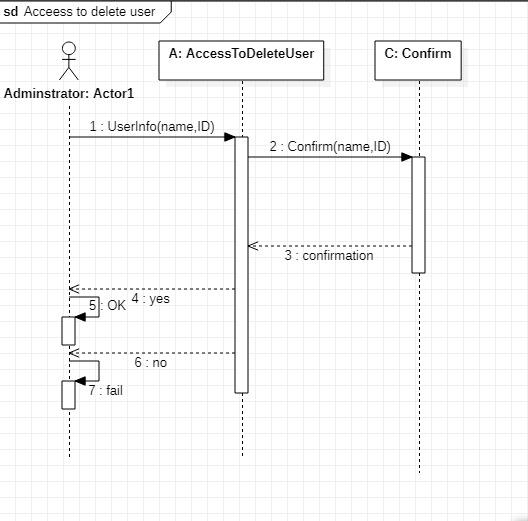 sd Acceess to delete user
A: AccessToDeleteUser
C: Confirm
Adminstrator: Actor1
1 : UserInfo(name,ID)
2 : Confirm(name,ID)
3 : confirmation
4 : yes
5 : OK
6 : no
7 : fail